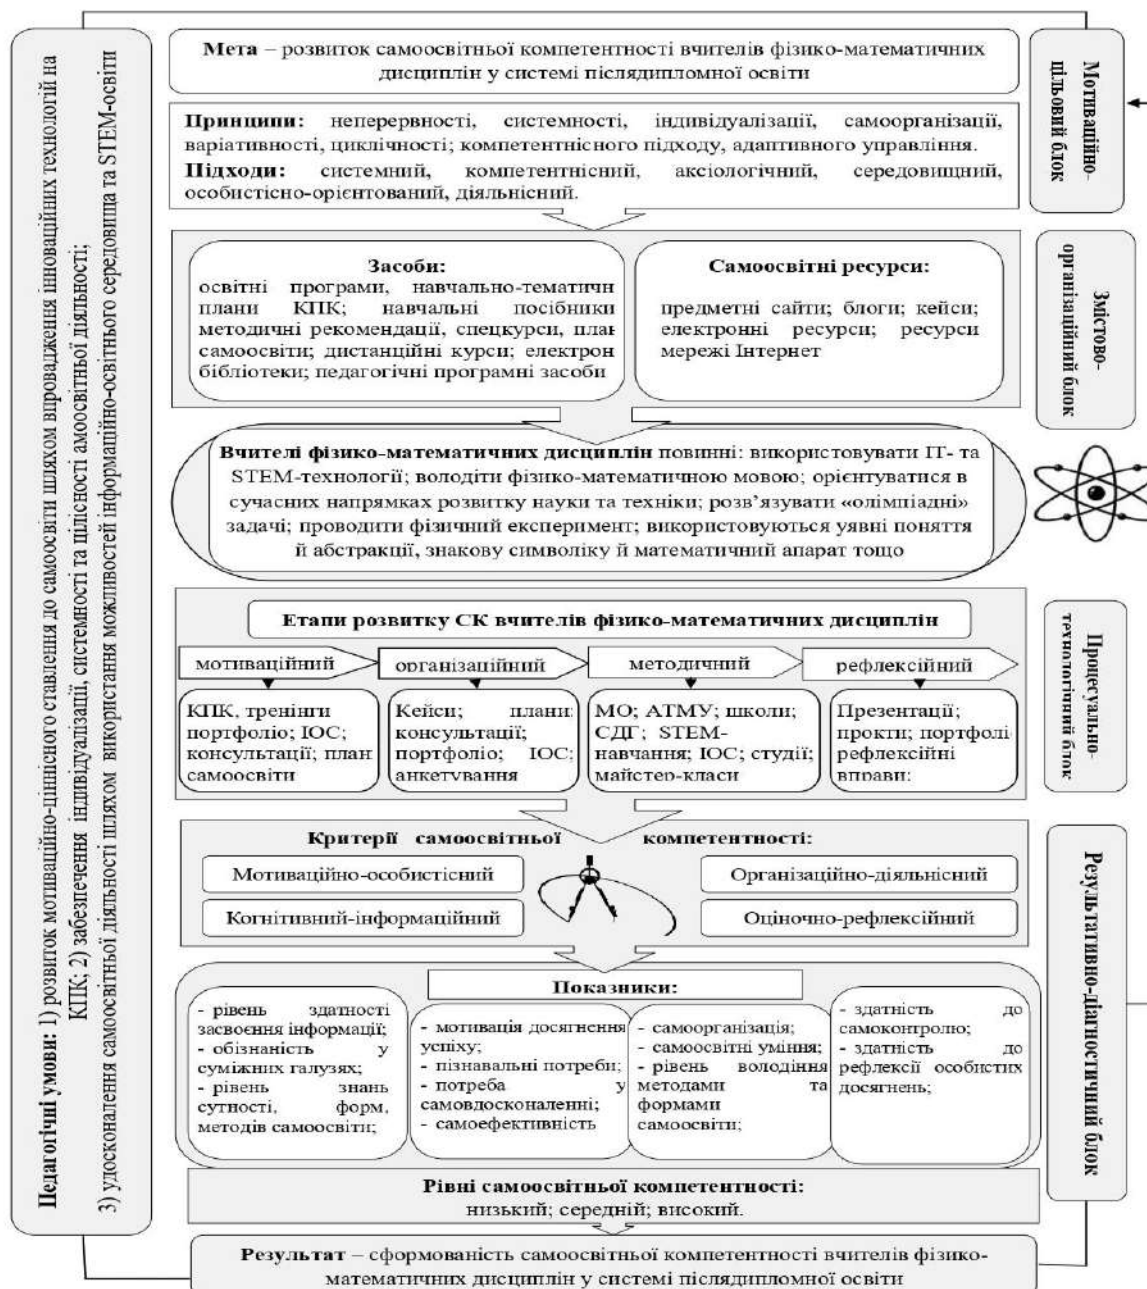 Педагогічні умови: 1) розвиток мотиваційно-ціннісного ставлення до самоосвіти шляхом впровадження інноваційних технологій на
КПК; 2) забезпечення індивідуалізації, системності та цілісності амоосвітньої діяльності;
3) удосконалення самоосвітньої діяльності шляхом використання можливостей інформаційно-освітнього середовища та STEM-освіти
Мета – розвиток самоосвітньої компетентності вчителів фізико-математичних
дисциплін у системі післядипломної освіти
Мотиваційно-
цільовий блок
Принципи: неперервності, системності, індивідуалізації, самоорганізації,
варіативності, циклічності; компетентнісного підходу, адаптивного управління.
Підходи: системний, компетентнісний, аксіологічний, середовищний,
особистісно-орієнтований, діяльнісний.
Змістово-
організаційний блок
Засоби:
освітні програми, навчально-тематичн
плани КПК; навчальні посібники
методичні рекомендації, спецкурси, план
самоосвіти; дистанційні курси; електрон
бібліотеки; педагогічні програмні засоби
Самоосвітні ресурси:
предметні сайти; блоги; кейси;
електронні ресурси; ресурси
мережі Інтернет
Вчителі фізико-математичних дисциплін повинні: використовувати ІТ- та
STEM-технології; володіти фізико-математичною мовою; орієнтуватися в
сучасних напрямках розвитку науки та техніки; розв’язувати «олімпіадні»
задачі; проводити фізичний експеримент; використовуються уявні поняття
й абстракції, знакову символіку й математичний апарат тощо
Процесуально-
технологічний блок
Етапи розвитку СК вчителів фізико-математичних дисциплін
мотиваційний
організаційний
методичний
рефлексійний
КПК, тренінги
портфоліо; ІОС;
консультації; план
самоосвіти
Кейси; плани;
консультації;
портфоліо; ІОС;
анкетування
МО; АТМУ; школи;
СДГ; STEM-
навчання; ІОС; студії;
майстер-класи
Презентації;
прокти; портфолі
рефлексійні
вправи;
Результативно-діагностичний блок
Критерії самоосвітньої компетентності:
Мотиваційно-особистісний
Організаційно-діяльнісний
Когнітивний-інформаційний
Оціночно-рефлексійний
Показники:
- рівень здатності
засвоєння інформації;
- обізнаність у
суміжних галузях;
- рівень знань
сутності, форм,
методів самоосвіти;
- мотивація досягнення
успіху;
- пізнавальні потреби;
- потреба у
самовдосконаленні;
- самоефективність
- самоорганізація;
- самоосвітні уміння;
- рівень володіння
методами та
формами
самоосвіти;
- здатність до
самоконтролю;
- здатність до
рефлексії особистих
досягнень;
Рівні самоосвітньої компетентності:
низький; середній; високий.
Результат – сформованість самоосвітньої компетентності вчителів фізико-
математичних дисциплін у системі післядипломної освіти